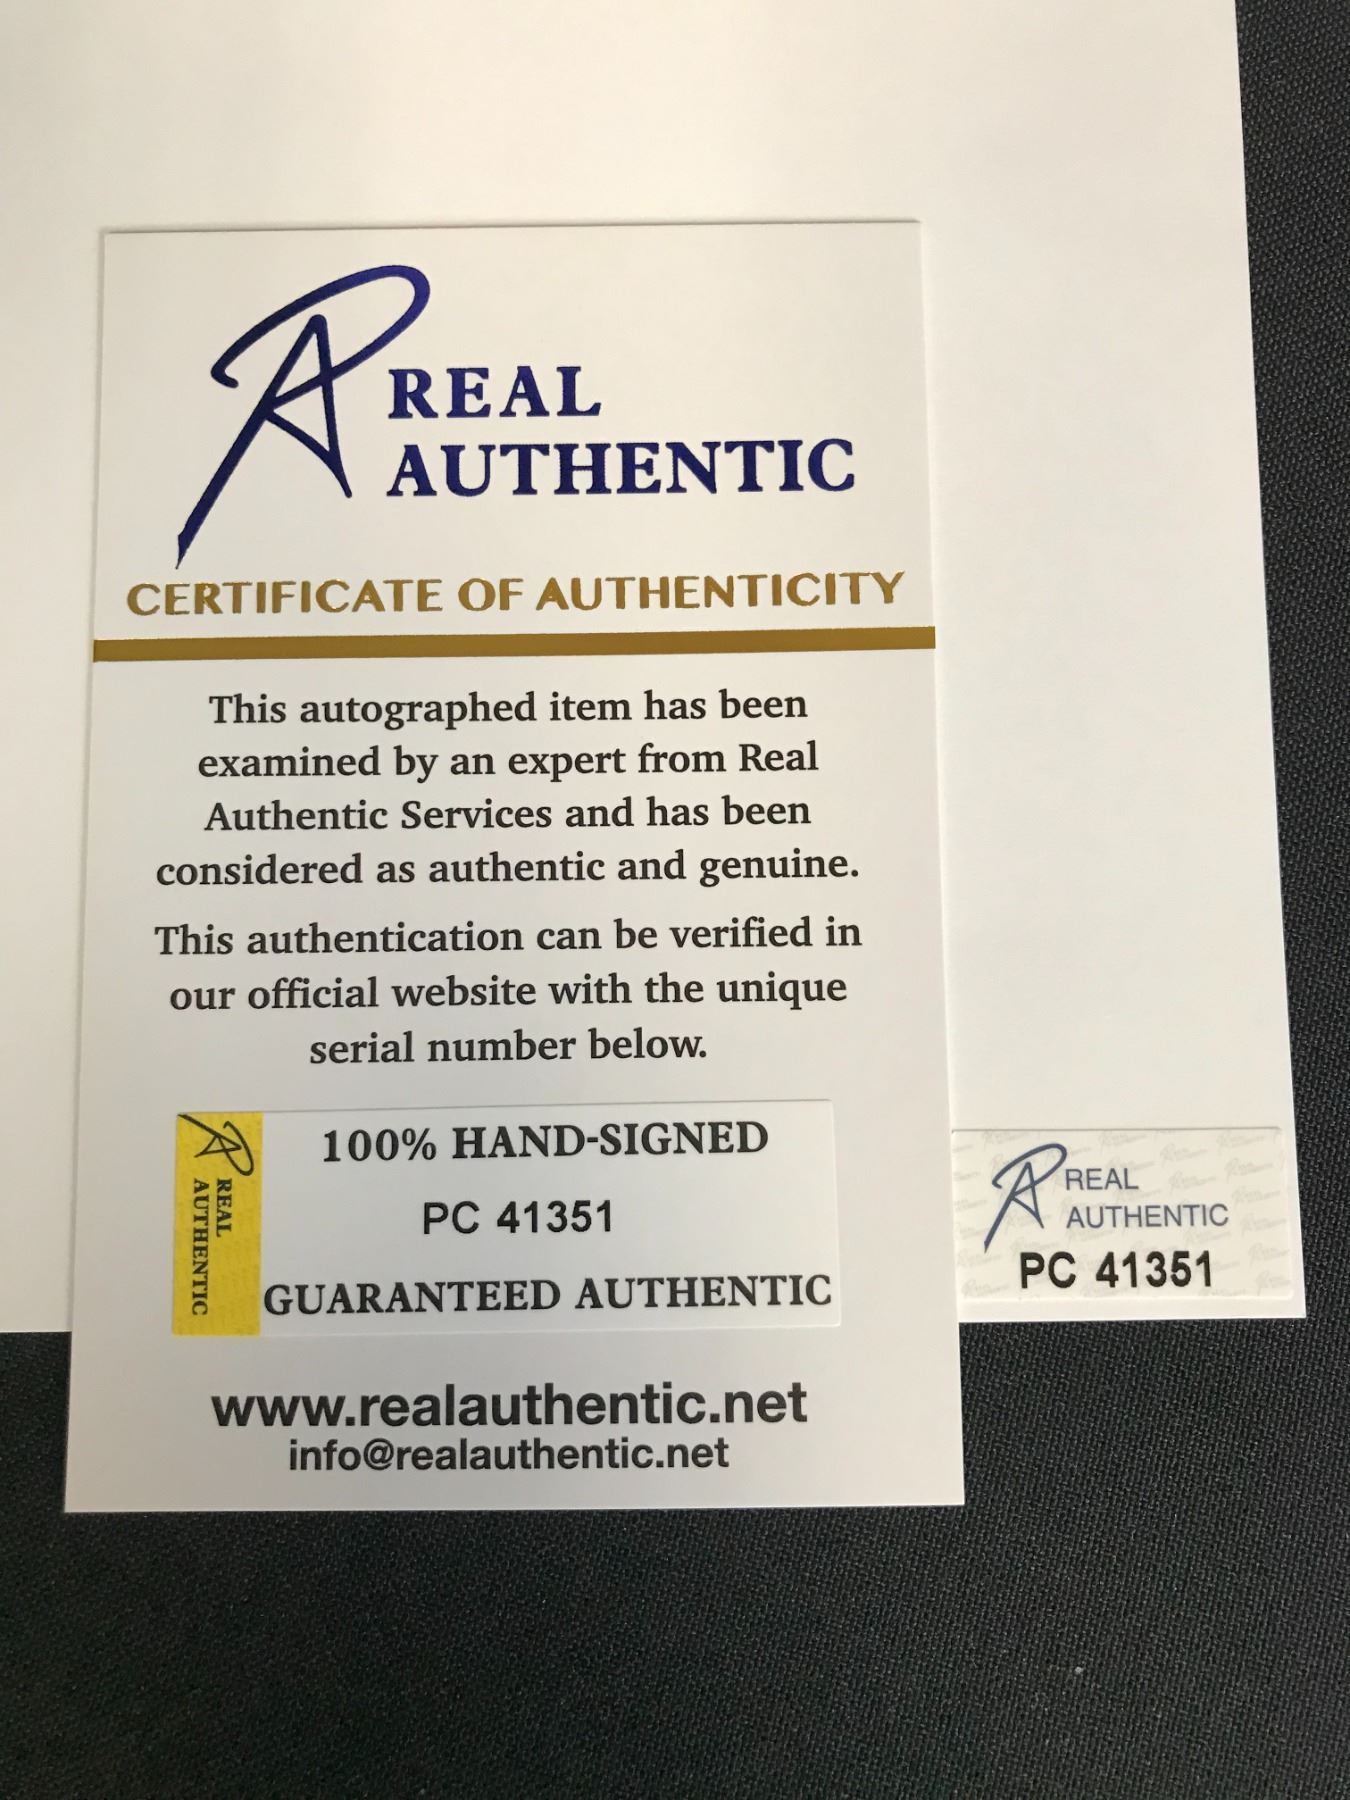 REAL
AUTHENTIC
CERTIFICATE OF AUTHENTICITY
This autographed item has been
examined by an expert from Real
Authentic Services and has been
considered as authentic and genuine.
This authentication can be verified in
our official website with the unique
serial number below.
REAL
AUTHENTIC
100% HAND-SIGNED
PC 41351
GUARANTEED AUTHENTIC
www.realauthentic.net
info@realauthentic.net
REAL
AUTHENTIC
PC 41351